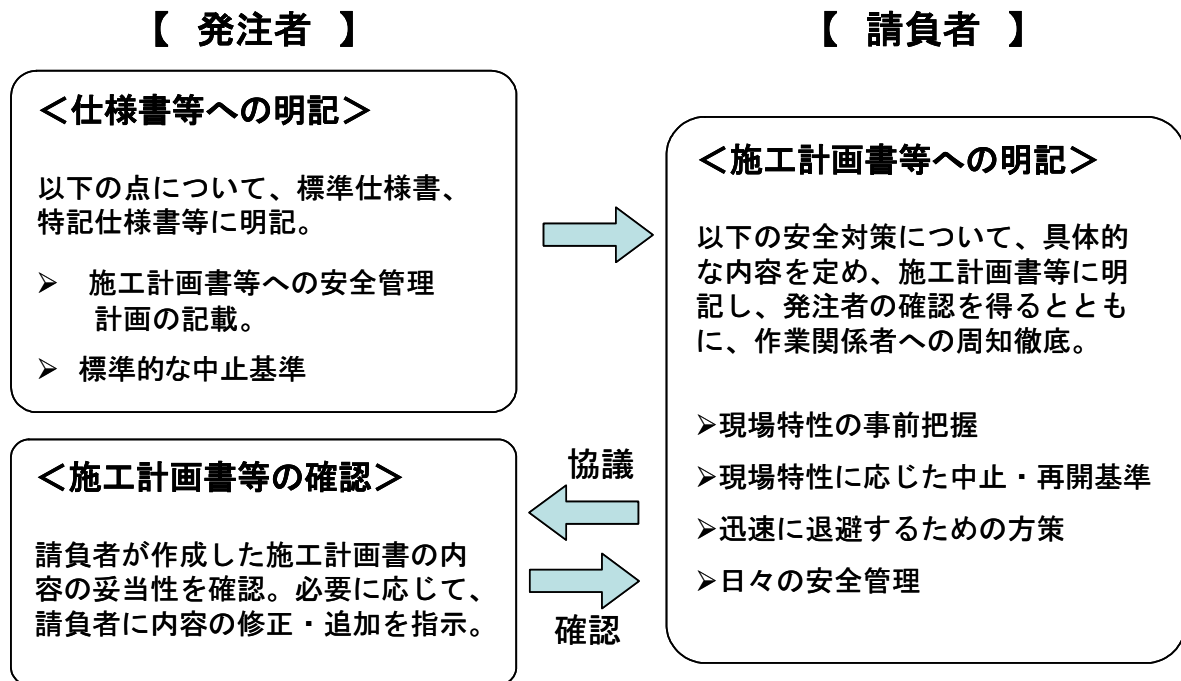 【 発注者 】
＜仕様書等への明記＞
以下の点について、標準仕様書、
特記仕様書等に明記。
➢ 施工計画書等への安全管理
計画の記載。
➢ 標準的な中止基準
＜施工計画書等の確認＞
請負者が作成した施工計画書の内
容の妥当性を確認。必要に応じて、
請負者に内容の修正・追加を指示。
協議
確認
【 請負者 】
＜施工計画書等への明記＞
以下の安全対策について、具体的
な内容を定め、施工計画書等に明
記し、発注者の確認を得るととも
に、作業関係者への周知徹底。
➢現場特性の事前把握
➢現場特性に応じた中止・再開基準
➢迅速に退避するための方策
➢日々の安全管理